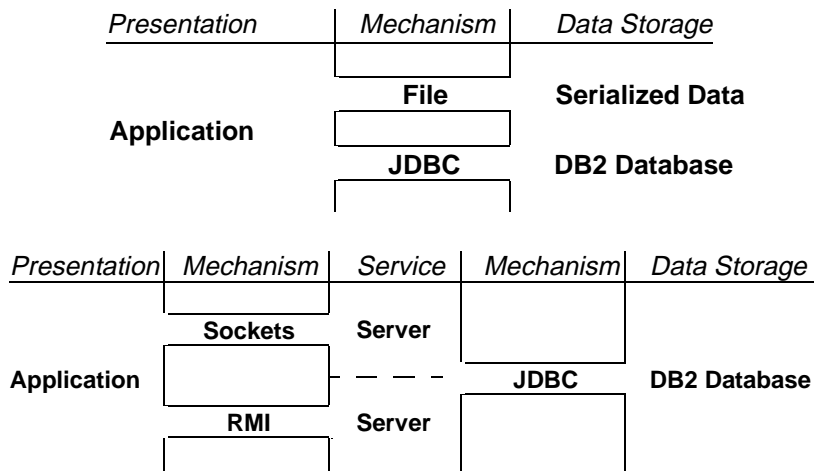 Presentation Mechanism Data Storage
File Serialized Data
Application
JDBC DB2 Database
Presentation Mechanism Service Mechanism Data Storage
Sockets Server
Application JDBC DB2 Database
RMI Server